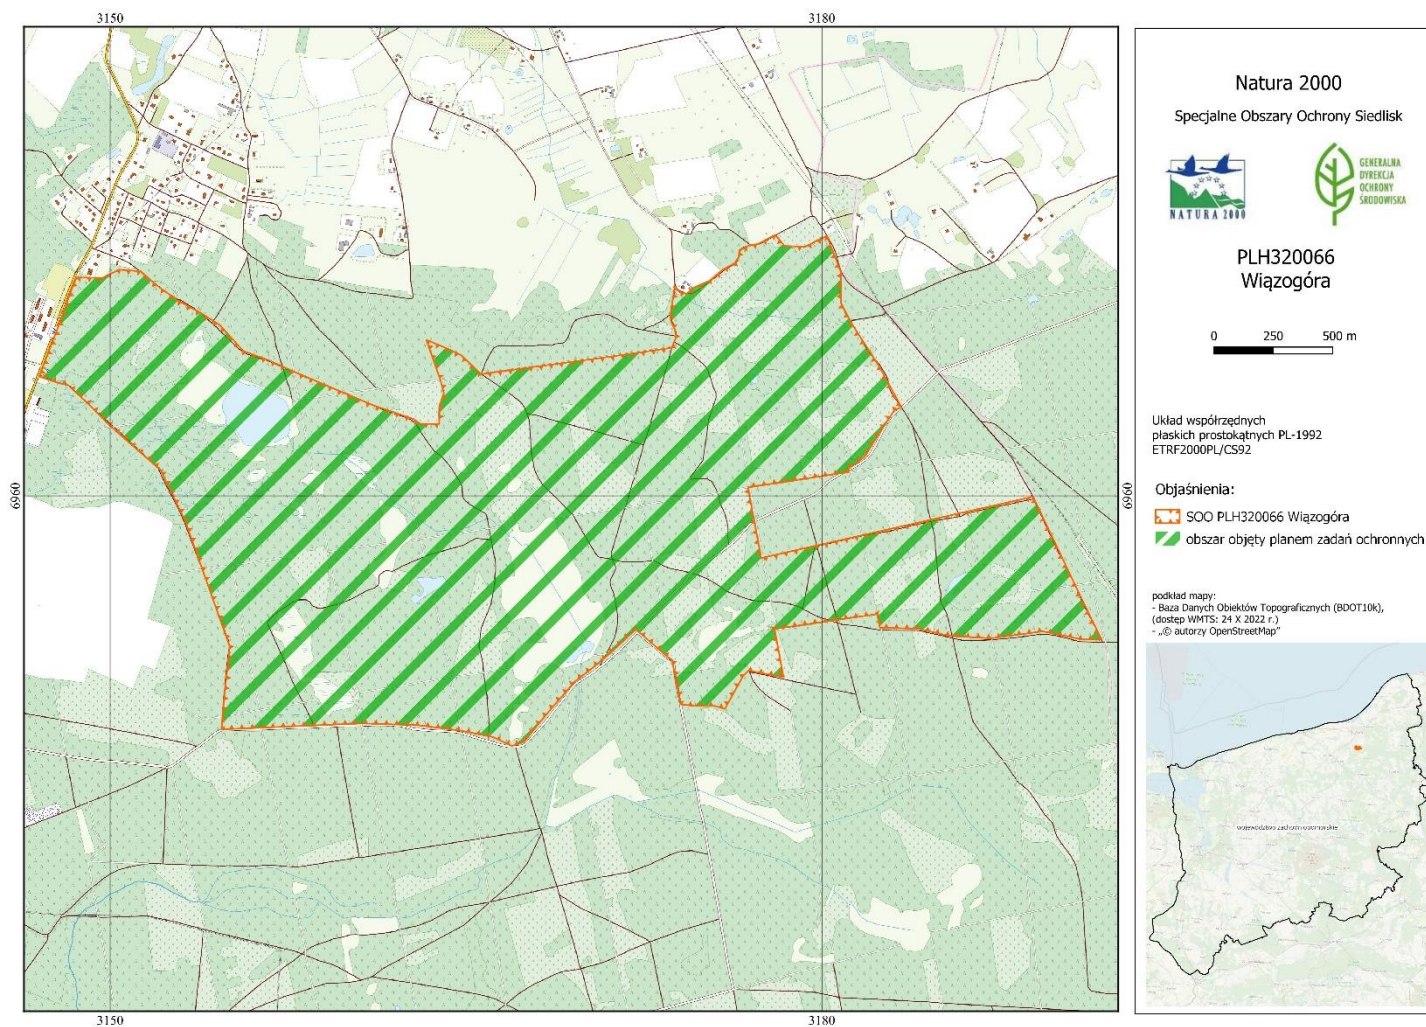 3150
3180
Natura 2000
Specjalne Obszary Ochrony Siedlisk
NATURA 2000
GENERALNA
DYREKCJA
OCHRONY
ŚRODOWISKA
PLH320066
Wiązogóra
0 250 500 m
Układ współrzędnych
płaskich prostokątnych PL-1992
ETRF2000PL/CS92
6960
6960
Objaśnienia:
SOO PLH320066 Wiązogóra
obszar objęty planem zadań ochronnych
podkład mapy:
- Baza Danych Obiektów Topograficznych (BDOT10k),
(dostęp WMTS: 24 X 2022 r.)
- „© autorzy OpenStreetMap”
województwo zachodniopomorskie
3150
3180